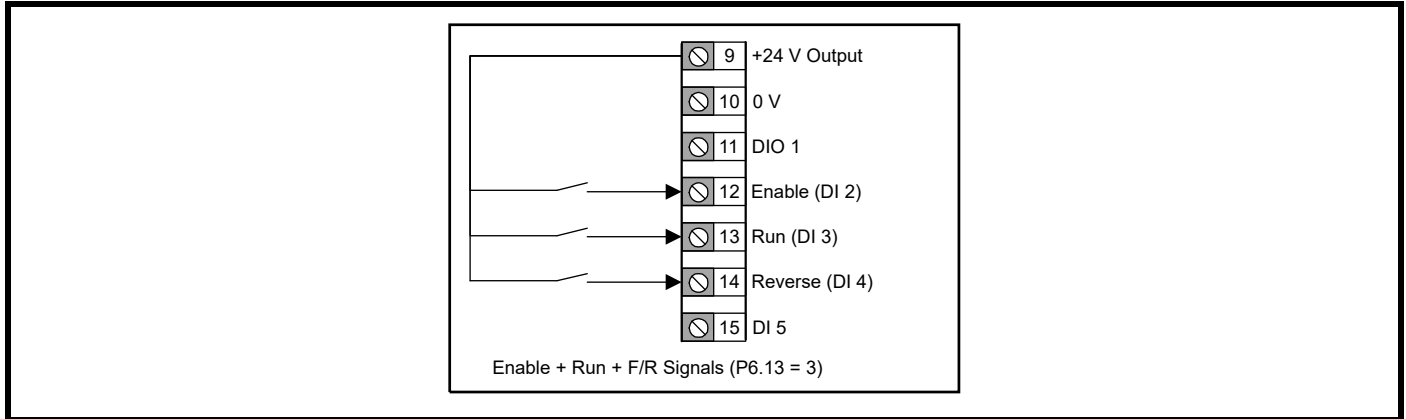 9 +24 V Output
10 0 V
11 DIO 1
12 Enable (DI 2)
13 Run (DI 3)
14 Reverse (DI 4)
15 DI 5
Enable + Run + F/R Signals (P6.13 = 3)